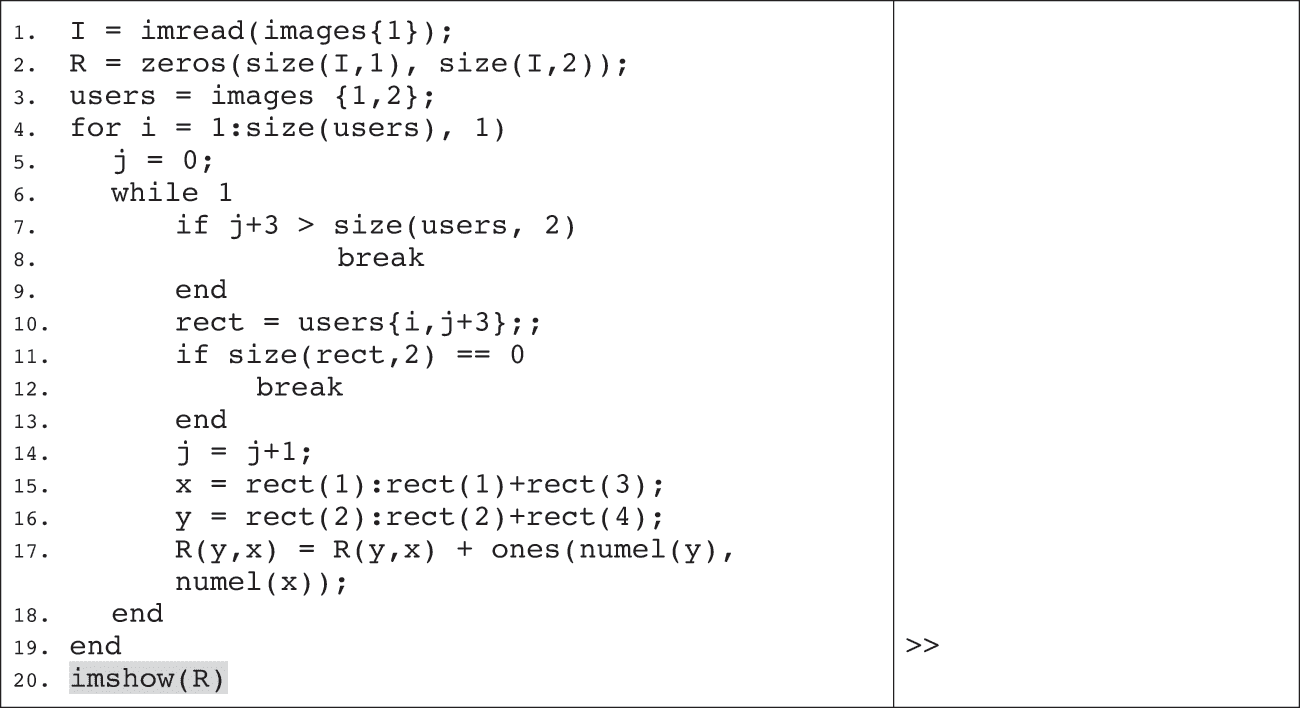 1. I = imread(images{1});
2. R = zeros(size(I,1), size(I,2));
3. users = images {1,2};
4. for i = 1:size(users), 1)
5. j = 0;
6. while 1
7. if j+3 > size(users, 2)
8. break
9. end
10. rect = users{i,j+3};;
11. if size(rect,2) == 0
12. break
13. end
14. j = j+1;
15. x = rect(1):rect(1)+rect(3);
16. y = rect(2):rect(2)+rect(4);
17. R(y,x) = R(y,x) + ones(numel(y),
numel(x));
18. end
19. end
20. imshow(R)
>>